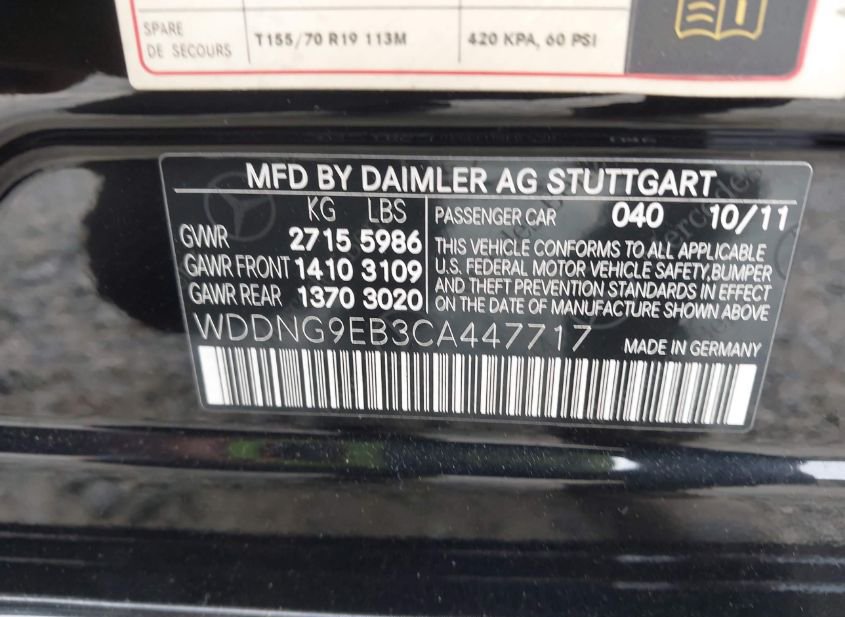 SPARE
DE SECOURS T155/70 R19 113M 420 KPA, 60 PSI
MFD BY DAIMLER AG STUTTGART
KG LBS
GVWR 2715 5986
GAWR FRONT 1410 3109
GAWR REAR 1370 3020
PASSENGER CAR 040 10/11
THIS VEHICLE CONFORMS TO ALL APPLICABLE
U.S. FEDERAL MOTOR VEHICLE SAFETY,BUMPER
AND THEFT PREVENTION STANDARDS IN EFFECT
ON THE DATE OF MANUFACTURE SHOWN ABOVE
WDDNG9EB3CA447717
MADE IN GERMANY